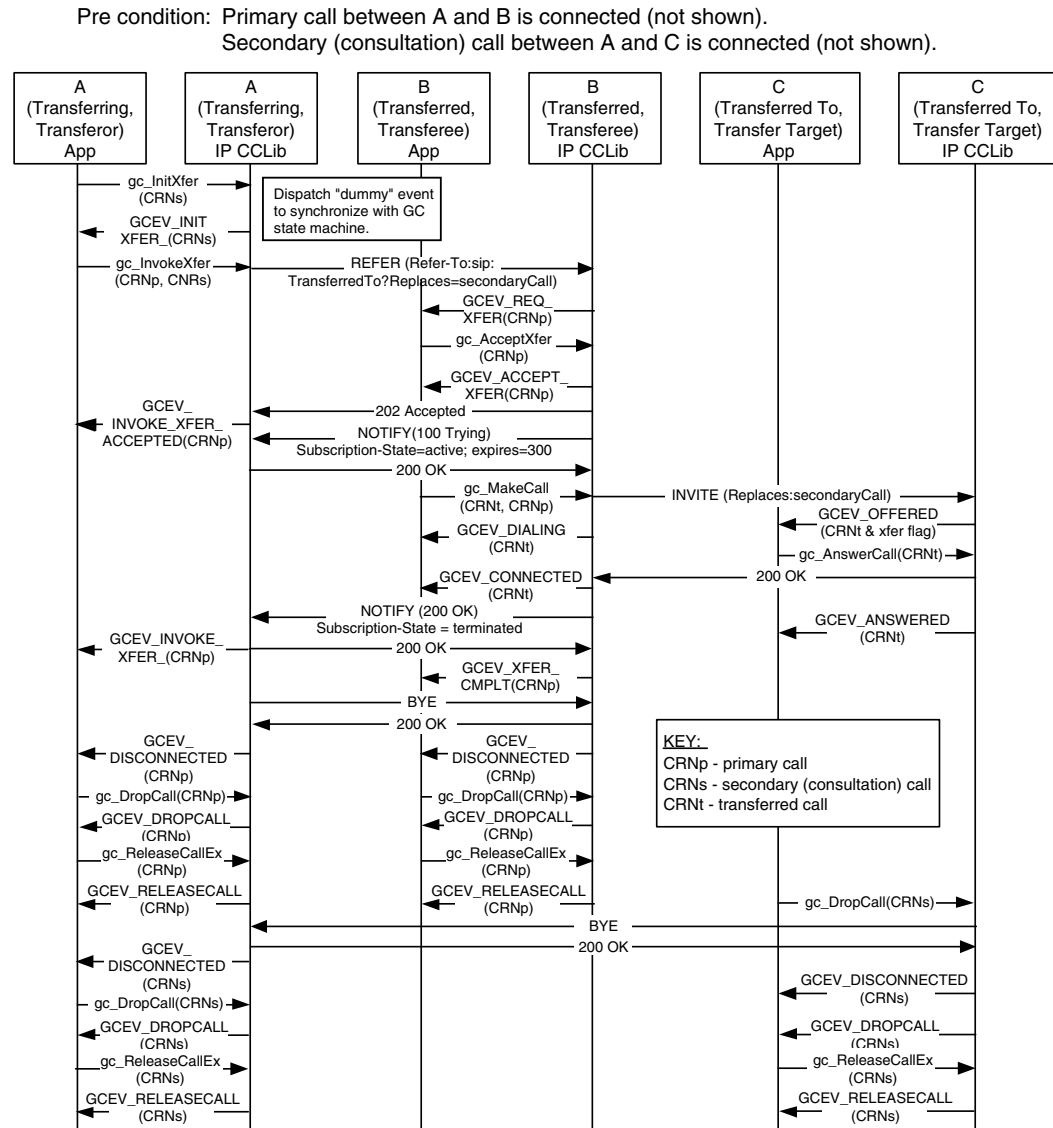 Pre condition: Primary call between A and B is connected (not shown).
Secondary (consultation) call between A and C is connected (not shown).
A
(Transferring,
Transferor)
App
A
(Transferring,
Transferor)
IP CCLib
B
(Transferred,
Transferee)
App
B
(Transferred,
Transferee)
IP CCLib
C
(Transferred To,
Transfer Target)
App
C
(Transferred To,
Transfer Target)
IP CCLib
gc_InitXfer
(CRNs)
Dispatch "dummy" event
to synchronize with GC
state machine.
GCEV_INIT
XFER_(CRNs)
gc_InvokeXfer
(CRNp, CNRs)
REFER (Refer-To:sip:
TransferredTo?Replaces=secondaryCall)
GCEV_REQ_
XFER(CRNp)
gc_AcceptXfer
(CRNp)
GCEV_ACCEPT_
XFER(CRNp)
202 Accepted
GCEV_
INVOKE_XFER_
ACCEPTED(CRNp)
NOTIFY(100 Trying)
Subscription-State=active; expires=300
200 OK
gc_MakeCall
(CRNt, CRNp)
INVITE (Replaces:secondaryCall)
GCEV_OFFERED
(CRNt & xfer flag)
GCEV_DIALING
(CRNt)
gc_AnswerCall(CRNt)
200 OK
GCEV_CONNECTED
(CRNt)
NOTIFY (200 OK)
Subscription-State = terminated
GCEV_ANSWERED
(CRNt)
GCEV_INVOKE_
XFER_(CRNp)
200 OK
GCEV_XFER_
CMPLT(CRNp)
BYE
200 OK
KEY:
CRNp - primary call
CRNs - secondary (consultation) call
CRNt - transferred call
GCEV_
DISCONNECTED
(CRNp)
GCEV_
DISCONNECTED
(CRNp)
gc_DropCall(CRNp)
gc_DropCall(CRNp)
GCEV_DROPCALL
(CRNp)
GCEV_DROPCALL
(CRNp)
gc_ReleaseCallEx
(CRNp)
gc_ReleaseCallEx
(CRNp)
GCEV_RELEASECALL
(CRNp)
GCEV_RELEASECALL
(CRNp)
gc_DropCall(CRNs)
BYE
200 OK
GCEV_
DISCONNECTED
(CRNs)
GCEV_DISCONNECTED
(CRNs)
gc_DropCall(CRNs)
GCEV_DROPCALL
(CRNs)
GCEV_DROPCALL
(CRNs)
gc_ReleaseCallEx
(CRNs)
gc_ReleaseCallEx
(CRNs)
GCEV_RELEASECALL
(CRNs)
GCEV_RELEASECALL
(CRNs)